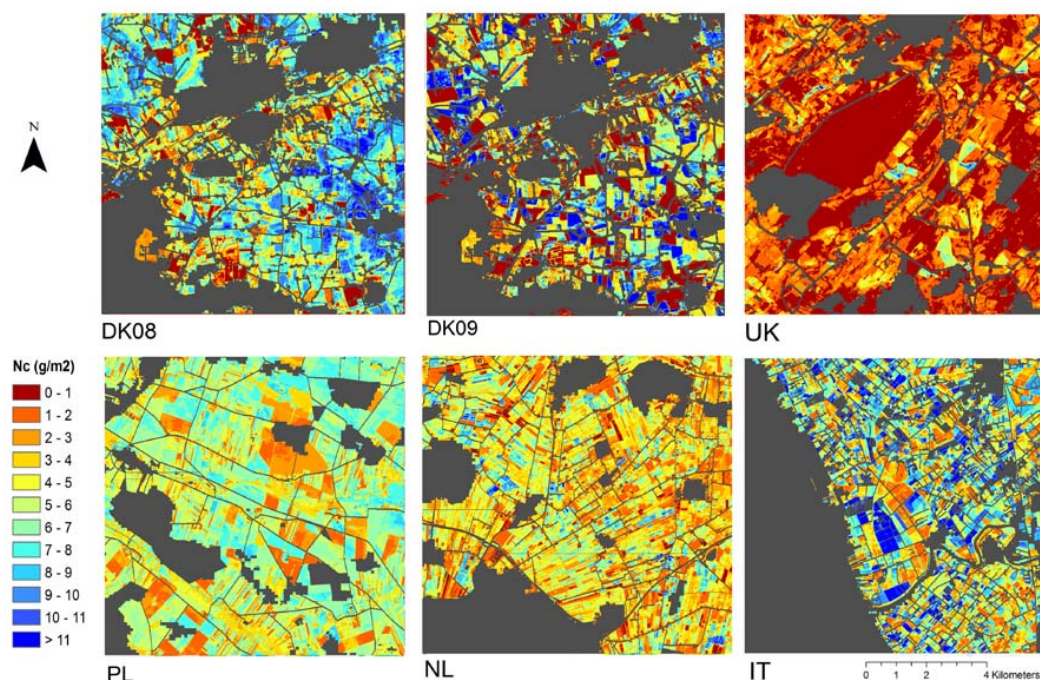 N
DK08
DK09
UK
Nc (g/m2)
0 - 1
1 - 2
2 - 3
3 - 4
4 - 5
5 - 6
6 - 7
7 - 8
8 - 9
9 - 10
10 - 11
> 11
PL
NL
IT
0 1 2 4 Kilometers